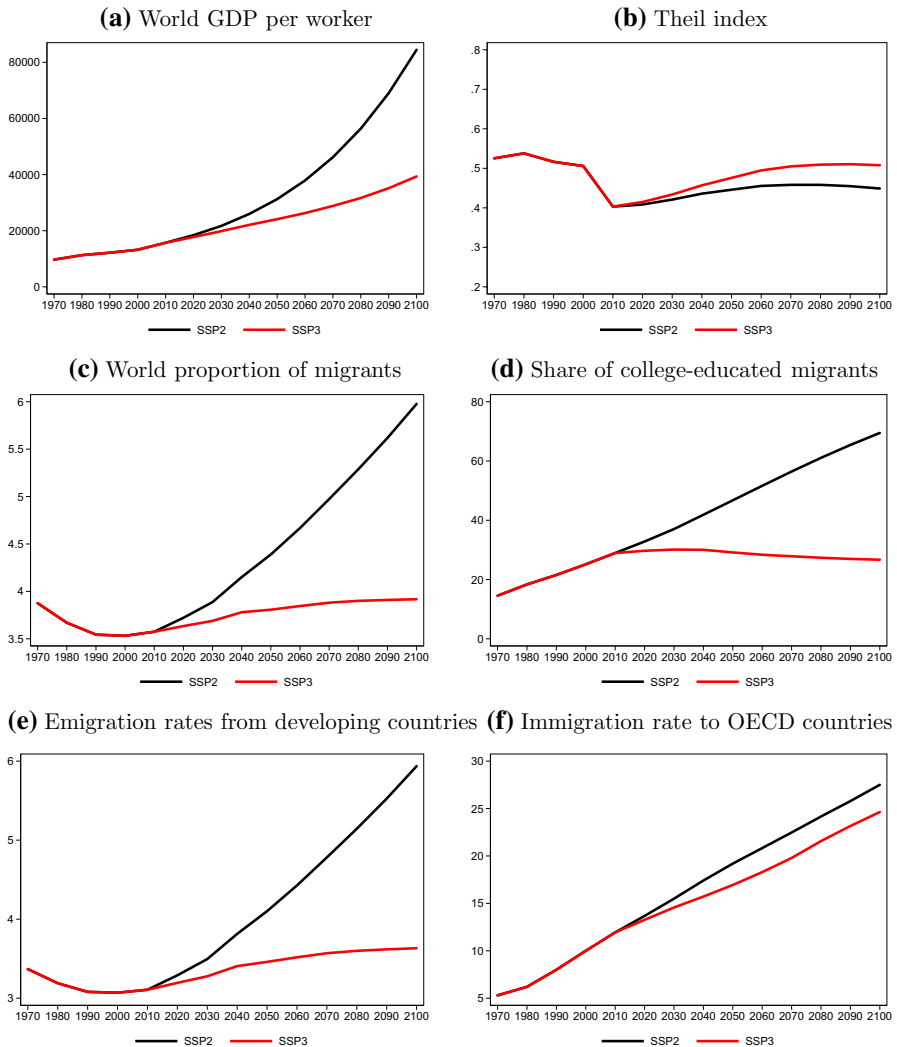 (a) World GDP per worker
80000
60000
40000
20000
0
1970 1980 1990 2000 2010 2020 2030 2040 2050 2060 2070 2080 2090 2100
SSP2 SSP3
(b) Theil index
.8
.7
.6
.5
.4
.3
.2
1970 1980 1990 2000 2010 2020 2030 2040 2050 2060 2070 2080 2090 2100
SSP2 SSP3
(c) World proportion of migrants
6
5.5
5
4.5
4
3.5
1970 1980 1990 2000 2010 2020 2030 2040 2050 2060 2070 2080 2090 2100
SSP2 SSP3
(d) Share of college-educated migrants
80
60
40
20
0
1970 1980 1990 2000 2010 2020 2030 2040 2050 2060 2070 2080 2090 2100
SSP2 SSP3
(e) Emigration rates from developing countries
6
5
4
3
1970 1980 1990 2000 2010 2020 2030 2040 2050 2060 2070 2080 2090 2100
SSP2 SSP3
(f) Immigration rate to OECD countries
30
25
20
15
10
5
1970 1980 1990 2000 2010 2020 2030 2040 2050 2060 2070 2080 2090 2100
SSP2 SSP3